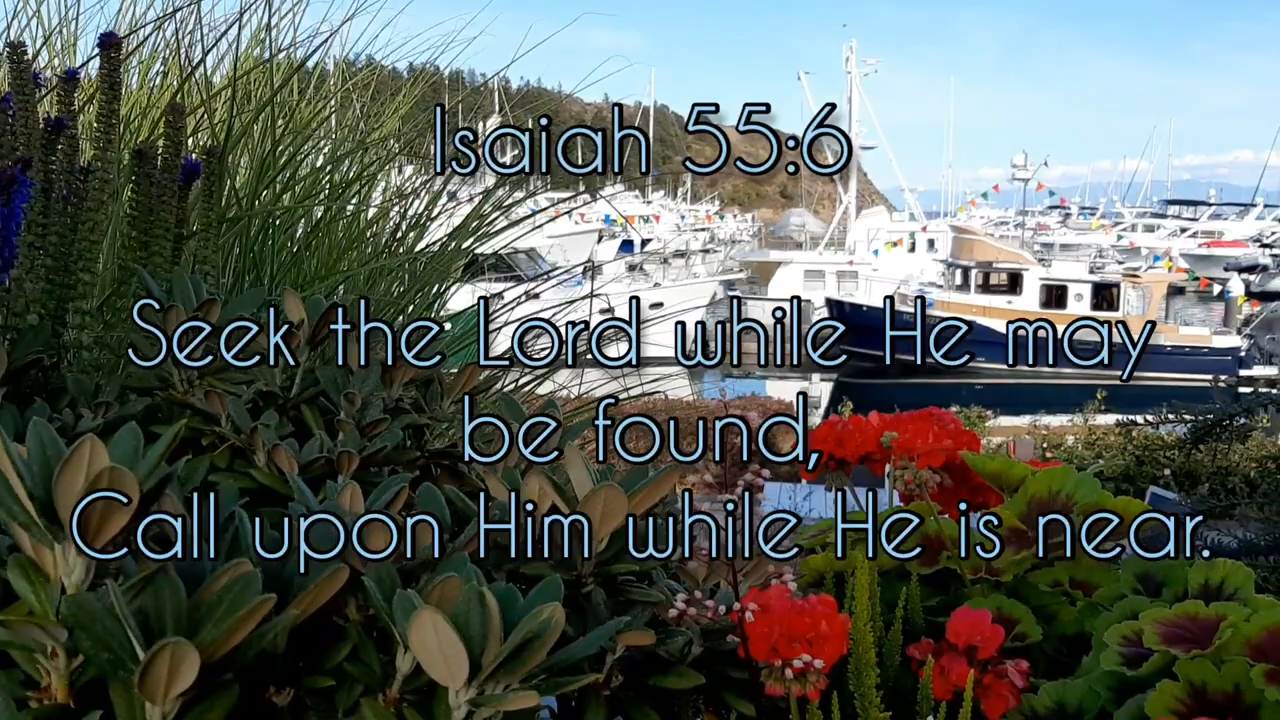 Isaiah 55:6
Seek the Lord while He may
be found,
Call upon Him while He is near.